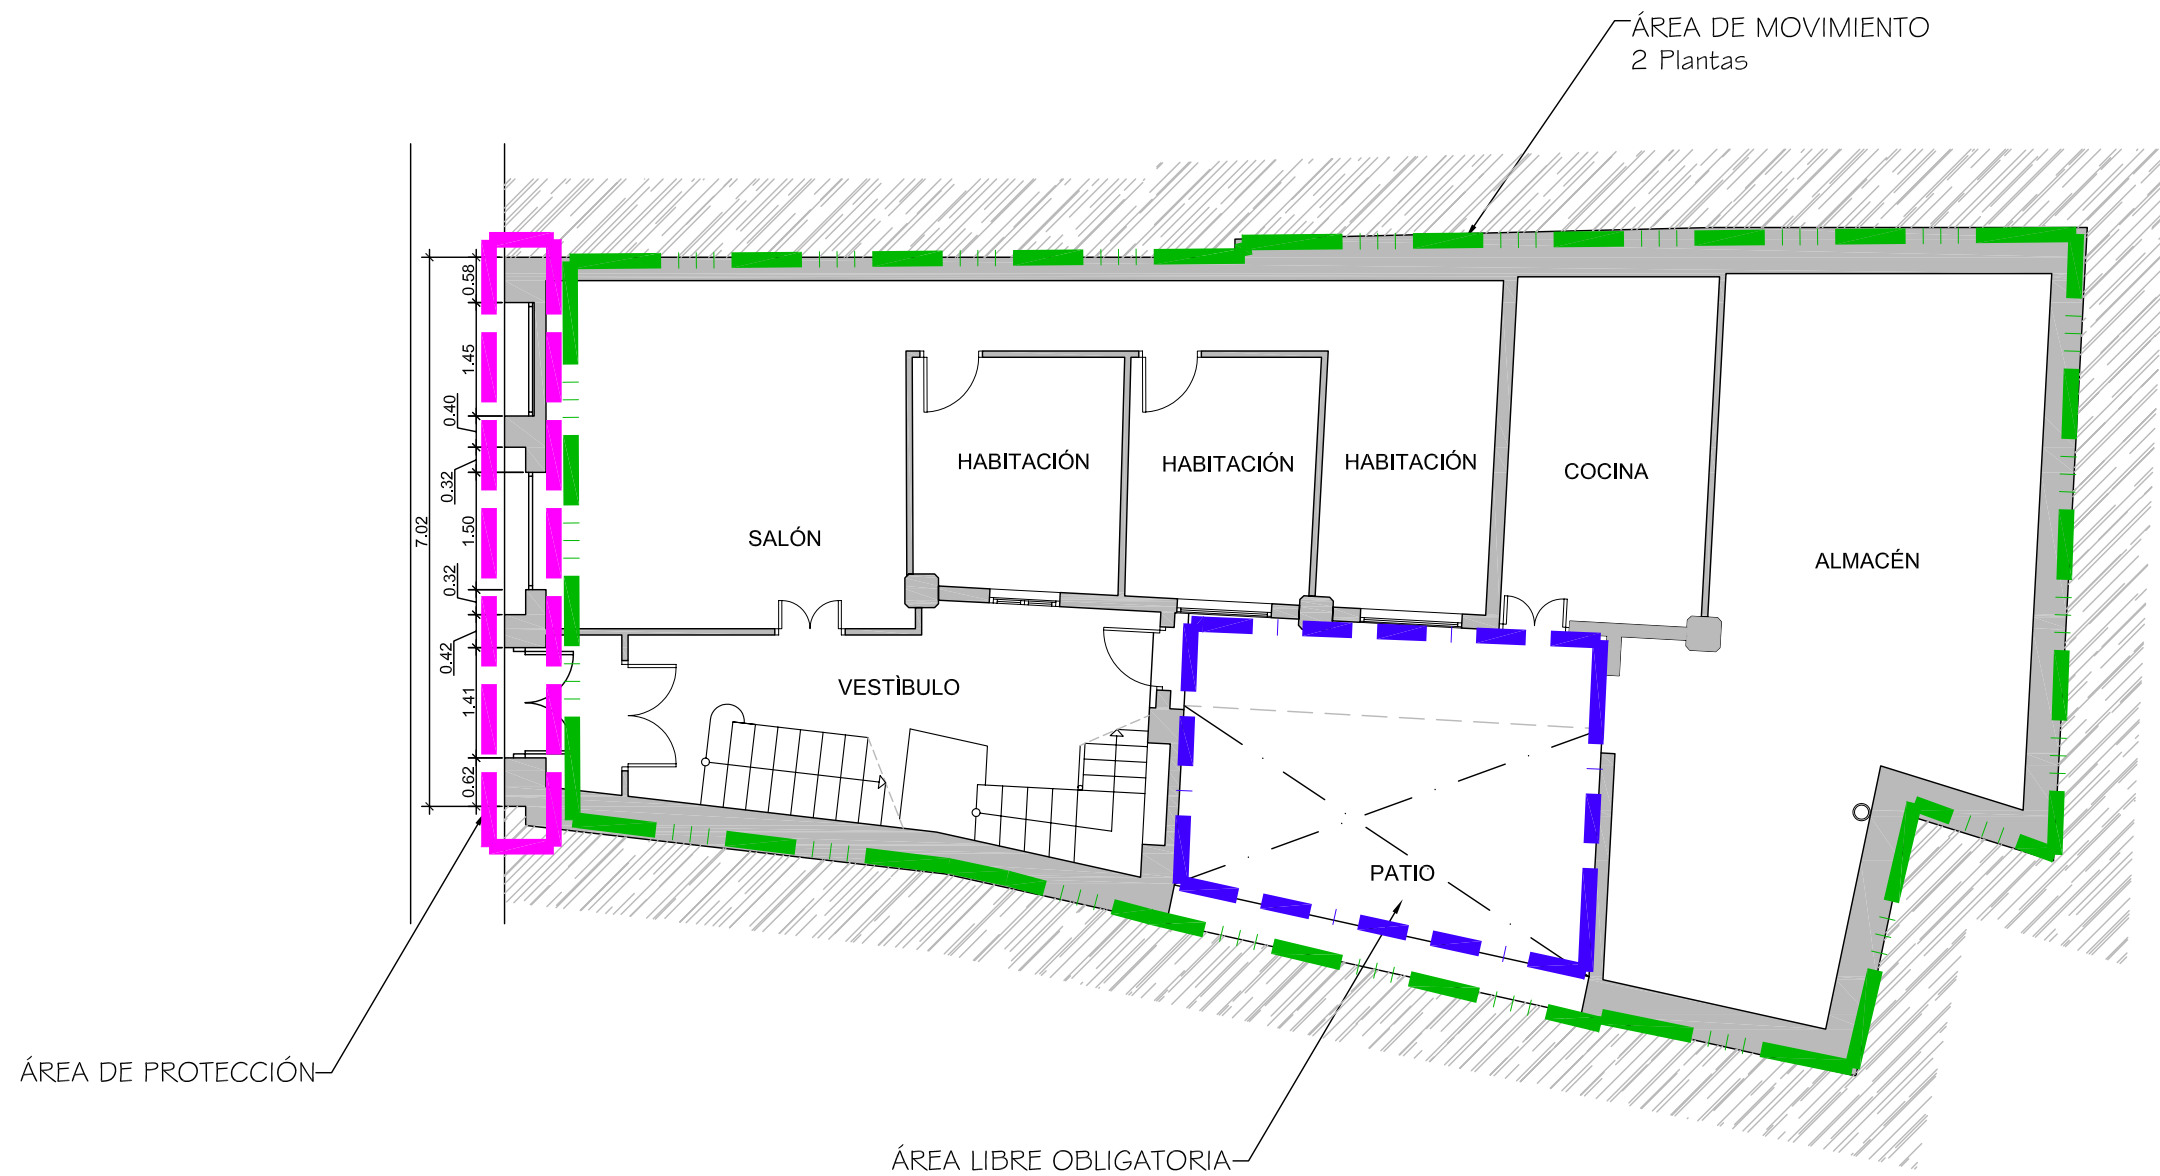 ÁREA DE MOVIMIENTO
2 Plantas
0.58
1.45
0.40
0.32
7.02
1.50
0.32
0.42
1.41
0.62
HABITACIÓN
HABITACIÓN
HABITACIÓN
COCINA
SALÓN
ALMACÉN
VESTÌBULO
PATIO
ÁREA DE PROTECCIÓN
ÁREA LIBRE OBLIGATORIA